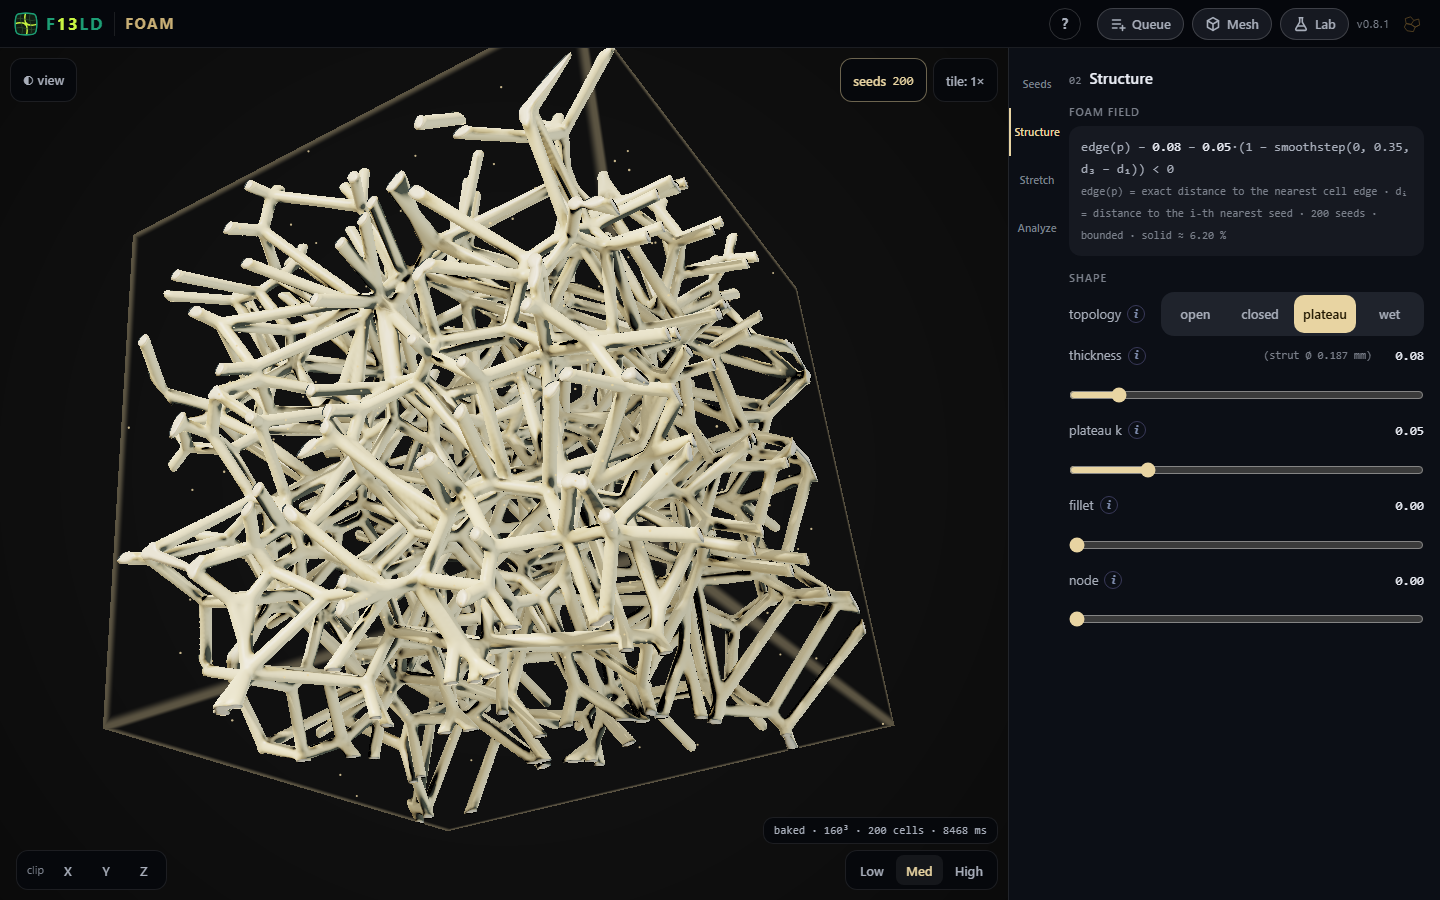 F13LD FOAM
? Queue Mesh Lab v0.8.1
view
seeds 200
tile: 1×
Seeds
Structure
Stretch
Analyze
02 Structure
FOAM FIELD
edge(p) − 0.08 − 0.05·(1 − smoothstep(0, 0.35,
d₃ − d₁)) < 0
edge(p) = exact distance to the nearest cell edge · dᵢ
= distance to the i-th nearest seed · 200 seeds ·
bounded · solid ≈ 6.20 %
SHAPE
topology i open closed plateau wet
thickness i (strut Ø 0.187 mm) 0.08
plateau k i 0.05
fillet i 0.00
node i 0.00
baked · 160³ · 200 cells · 8468 ms
clip X Y Z
Low Med High